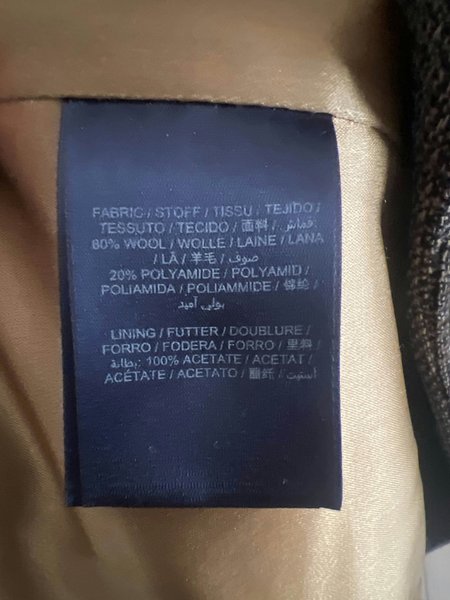 FABRIC / STOFF / TISSU / TEJIDO /
TESSUTO / TECIDO / 面料 / قماش:
80% WOOL / WOLLE / LAINE / LANA
/ LÃ / 羊毛 / صوف
20% POLYAMIDE / POLYAMID /
POLIAMIDA / POLIAMMIDE / 锦纶 /
بولي أميد
LINING / FUTTER / DOUBLURE /
FORRO / FODERA / FORRO / 里料 /
بطانة: 100% ACETATE / ACETAT /
ACÉTATE / ACETATO / 醋纤 / أستيت